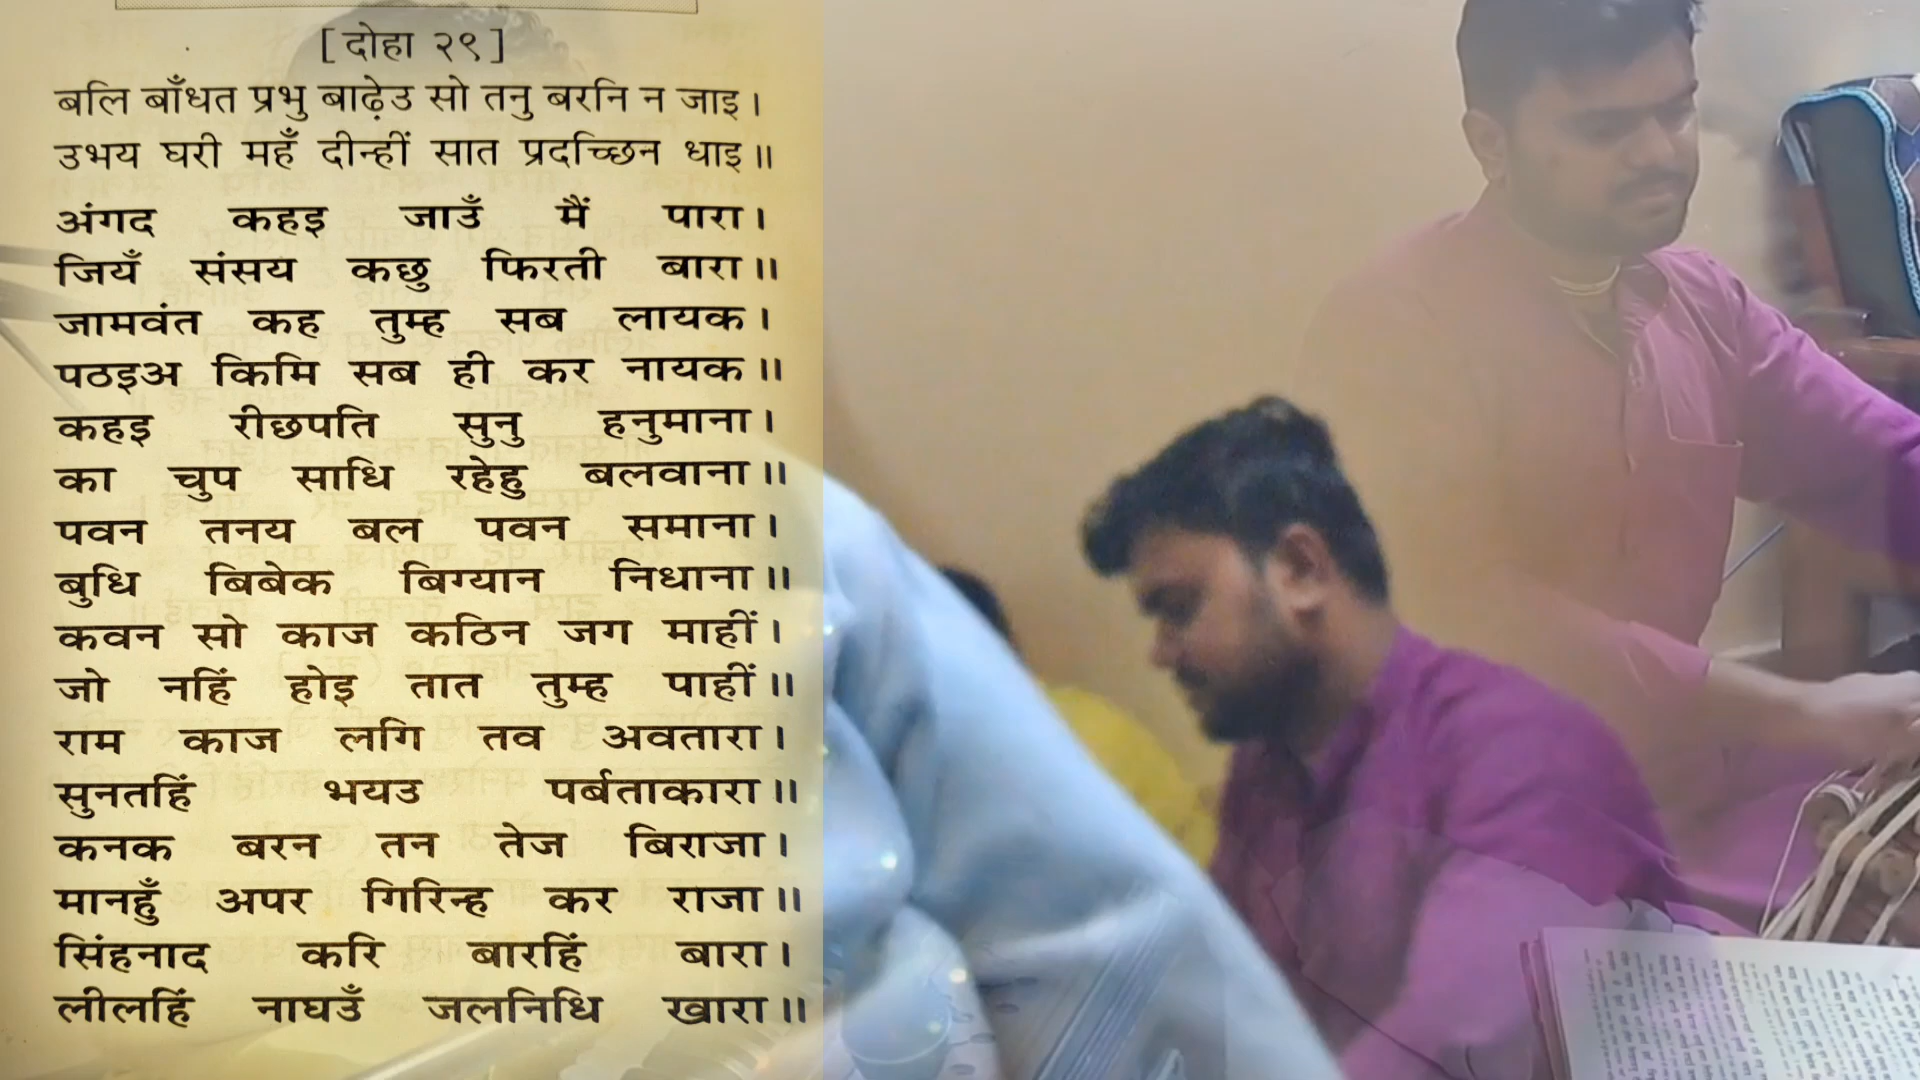 [ दोहा २९ ]
बलि बाँधत प्रभु बाढ़ेउ सो तनु बरनि न जाइ ।
उभय घरी महँ दीन्हीं सात प्रदच्छिन धाइ ॥
अंगद कहइ जाउँ मैं पारा ।
जियँ संसय कछु फिरती बारा ॥
जामवंत कह तुम्ह सब लायक ।
पठइअ किमि सब ही कर नायक ॥
कहइ रीछपति सुनु हनुमाना ।
का चुप साधि रहेहु बलवाना ॥
पवन तनय बल पवन समाना ।
बुधि बिबेक बिग्यान निधाना ॥
कवन सो काज कठिन जग माहीं ।
जो नहिं होइ तात तुम्ह पाहीं ॥
राम काज लगि तव अवतारा ।
सुनतहिं भयउ पर्बताकारा ॥
कनक बरन तन तेज बिराजा ।
मानहुँ अपर गिरिन्ह कर राजा ॥
सिंहनाद करि बारहिं बारा ।
लीलहिं नाघउँ जलनिधि खारा ॥